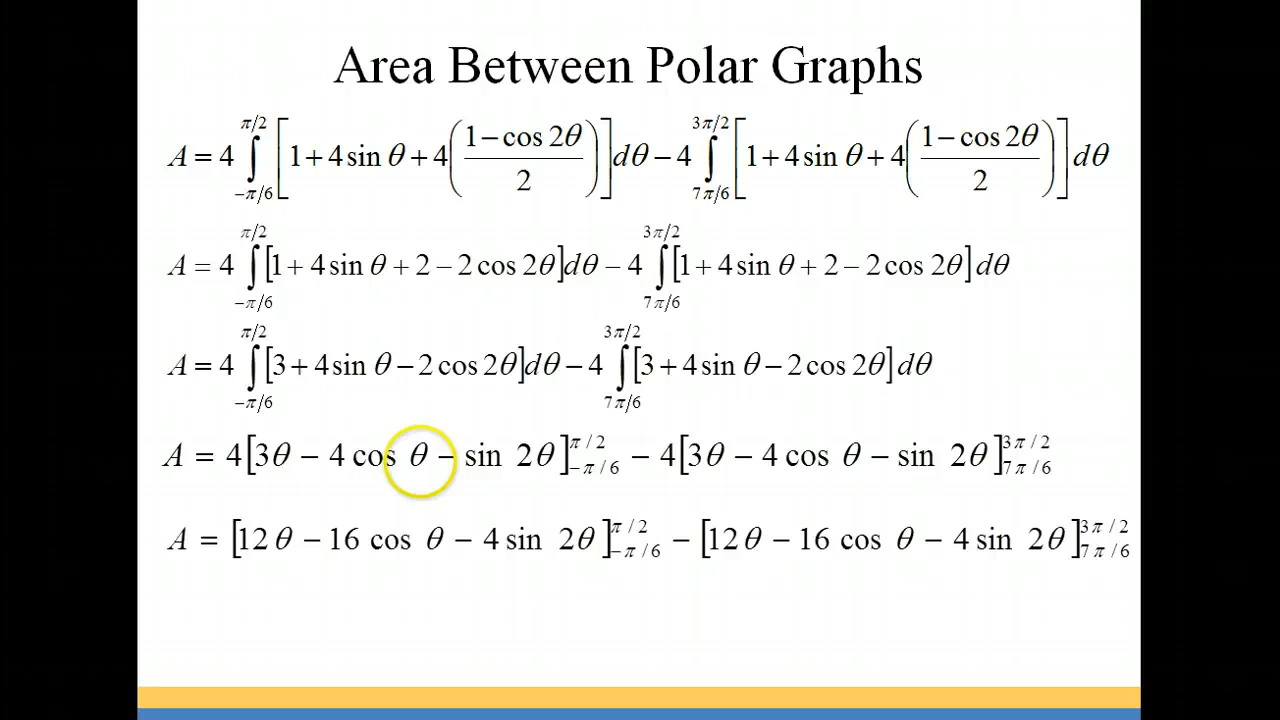 Area Between Polar Graphs
A = 4 ∫_{−π/6}^{π/2} [1 + 4 sin θ + 4((1 − cos 2θ)/2)] dθ − 4 ∫_{7π/6}^{3π/2} [1 + 4 sin θ + 4((1 − cos 2θ)/2)] dθ
A = 4 ∫_{−π/6}^{π/2} [1 + 4 sin θ + 2 − 2 cos 2θ] dθ − 4 ∫_{7π/6}^{3π/2} [1 + 4 sin θ + 2 − 2 cos 2θ] dθ
A = 4 ∫_{−π/6}^{π/2} [3 + 4 sin θ − 2 cos 2θ] dθ − 4 ∫_{7π/6}^{3π/2} [3 + 4 sin θ − 2 cos 2θ] dθ
A = 4[3θ − 4 cos θ − sin 2θ]_{−π/6}^{π/2} − 4[3θ − 4 cos θ − sin 2θ]_{7π/6}^{3π/2}
A = [12θ − 16 cos θ − 4 sin 2θ]_{−π/6}^{π/2} − [12θ − 16 cos θ − 4 sin 2θ]_{7π/6}^{3π/2}